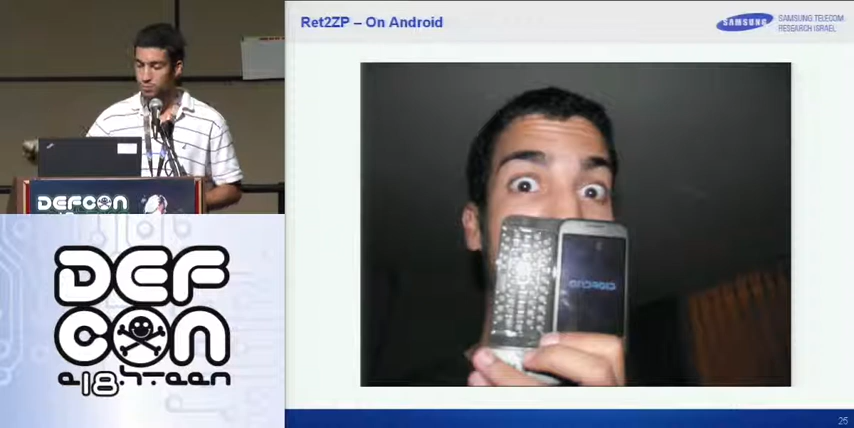 Ret2ZP – On Android
SAMSUNG
SAMSUNG TELECOM
RESEARCH ISRAEL
DEFCON
ANDROID
DEF
CON
e18hteen
25